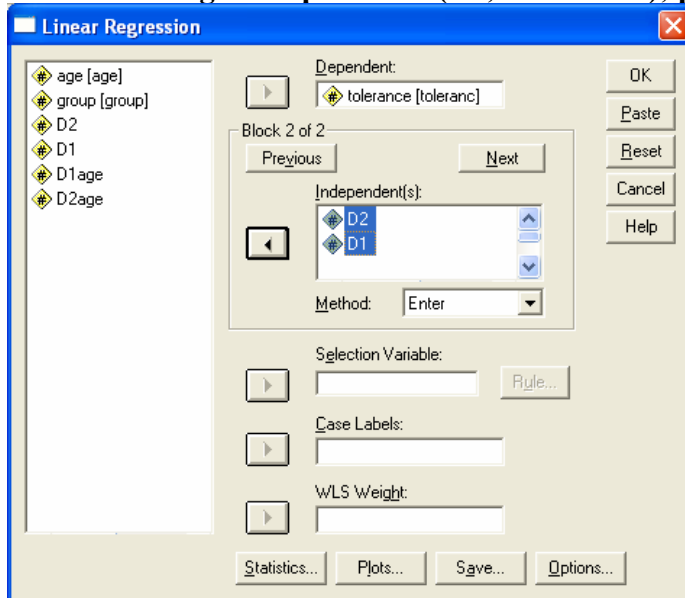 Linear Regression
age [age]
group [group]
D2
D1
D1age
D2age
Dependent:
tolerance [toleranc]
Block 2 of 2
Previous
Next
Independent(s):
D2
D1
Method:
Enter
Selection Variable:
Rule...
Case Labels:
WLS Weight:
Statistics...
Plots...
Save...
Options...
OK
Paste
Reset
Cancel
Help